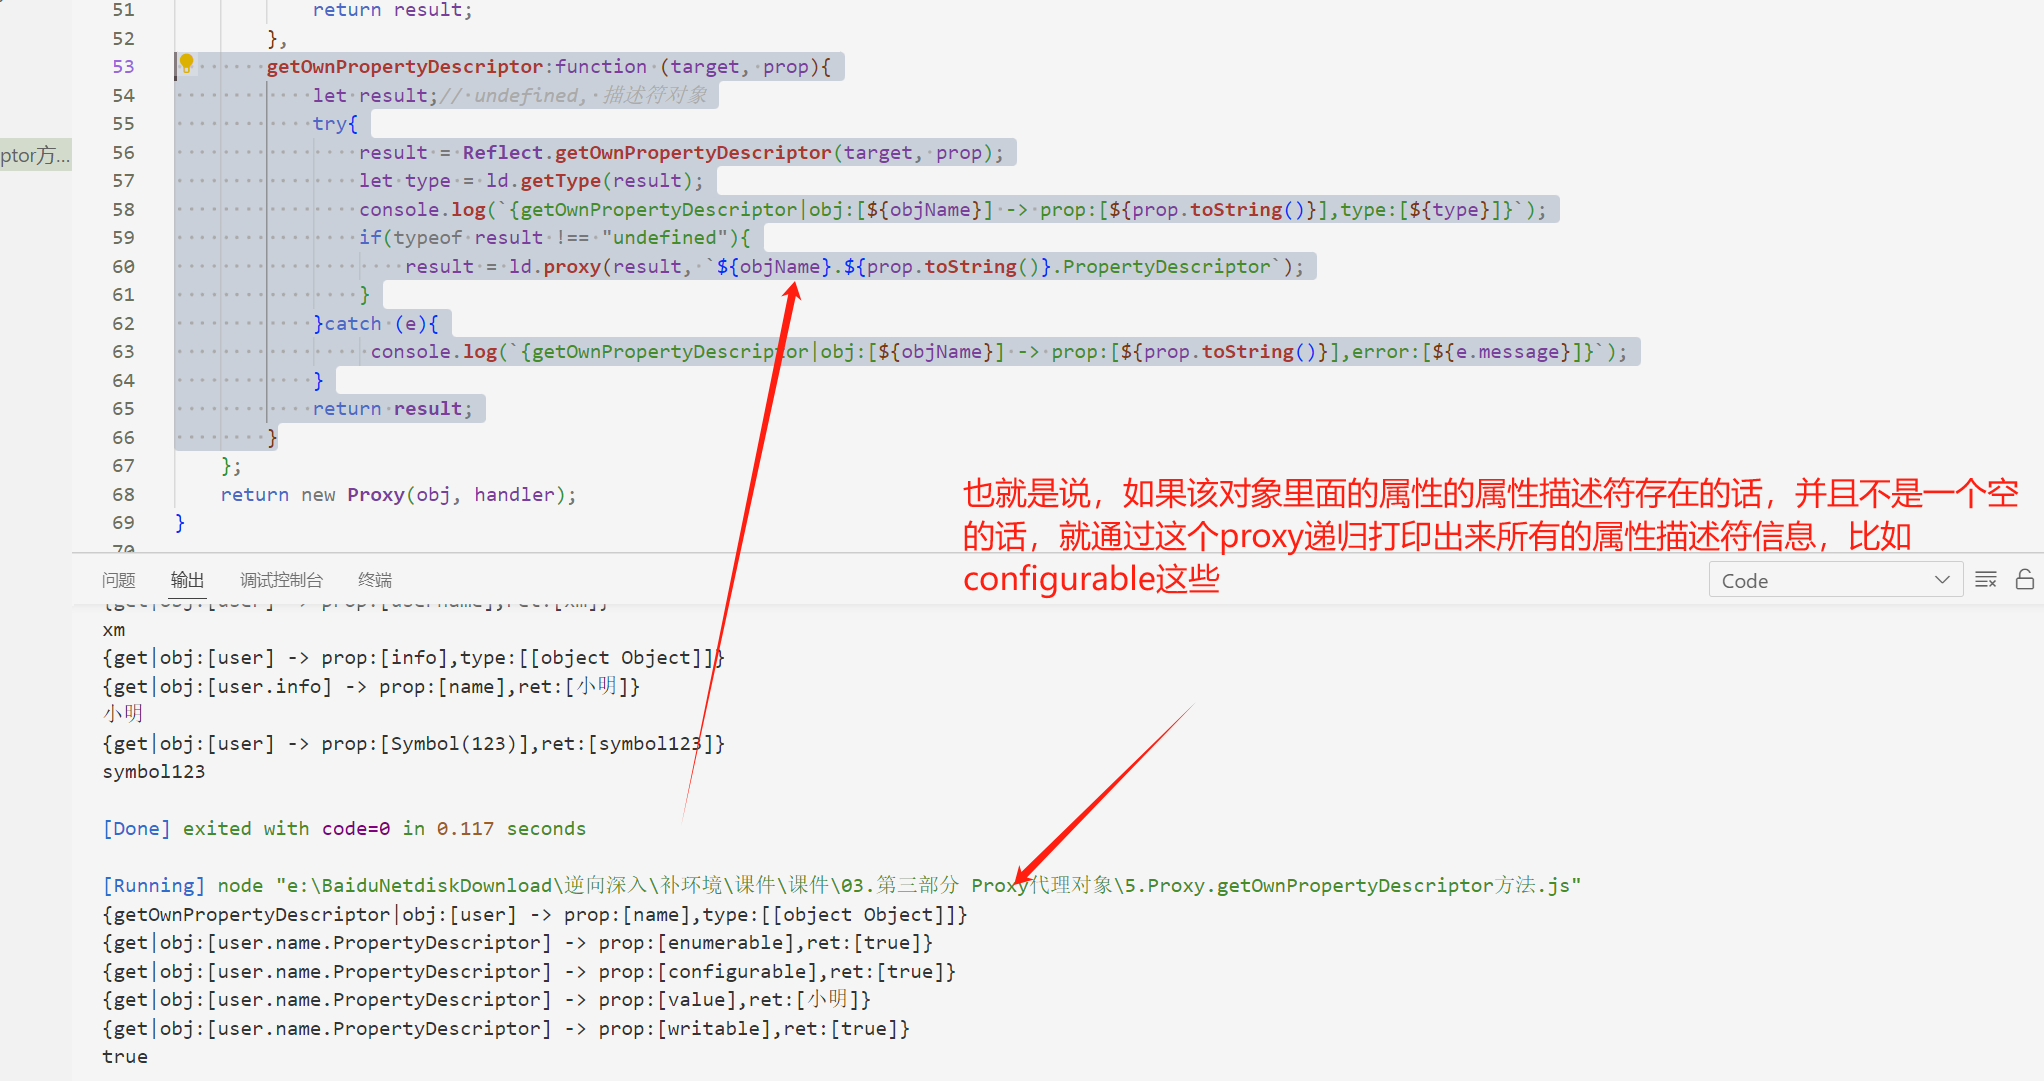 51 return result;
52 },
53 getOwnPropertyDescriptor:function (target, prop){
54 let result;// undefined, 描述符对象
55 try{
ptor方...
56 result = Reflect.getOwnPropertyDescriptor(target, prop);
57 let type = ld.getType(result);
58 console.log(`{getOwnPropertyDescriptor|obj:[${objName}] -> prop:[${prop.toString()}],type:[${type}]}`);
59 if(typeof result !== "undefined"){
60 result = ld.proxy(result, `${objName}.${prop.toString()}.PropertyDescriptor`);
61 }
62 }catch (e){
63 console.log(`{getOwnPropertyDescriptor|obj:[${objName}] -> prop:[${prop.toString()}],error:[${e.message}]}`);
64 }
65 return result;
66 }
67 };
68 return new Proxy(obj, handler);
69 }
70
也就是说，如果该对象里面的属性的属性描述符存在的话，并且不是一个空
的话，就通过这个proxy递归打印出来所有的属性描述符信息，比如
configurable这些
问题 输出 调试控制台 终端 Code
{get|obj:[user] -> prop:[username],ret:[xm]}
xm
{get|obj:[user] -> prop:[info],type:[[object Object]]}
{get|obj:[user.info] -> prop:[name],ret:[小明]}
小明
{get|obj:[user] -> prop:[Symbol(123)],ret:[symbol123]}
symbol123
[Done] exited with code=0 in 0.117 seconds
[Running] node "e:\BaiduNetdiskDownload\逆向深入\补环境\课件\课件\03.第三部分 Proxy代理对象\5.Proxy.getOwnPropertyDescriptor方法.js"
{getOwnPropertyDescriptor|obj:[user] -> prop:[name],type:[[object Object]]}
{get|obj:[user.name.PropertyDescriptor] -> prop:[enumerable],ret:[true]}
{get|obj:[user.name.PropertyDescriptor] -> prop:[configurable],ret:[true]}
{get|obj:[user.name.PropertyDescriptor] -> prop:[value],ret:[小明]}
{get|obj:[user.name.PropertyDescriptor] -> prop:[writable],ret:[true]}
true